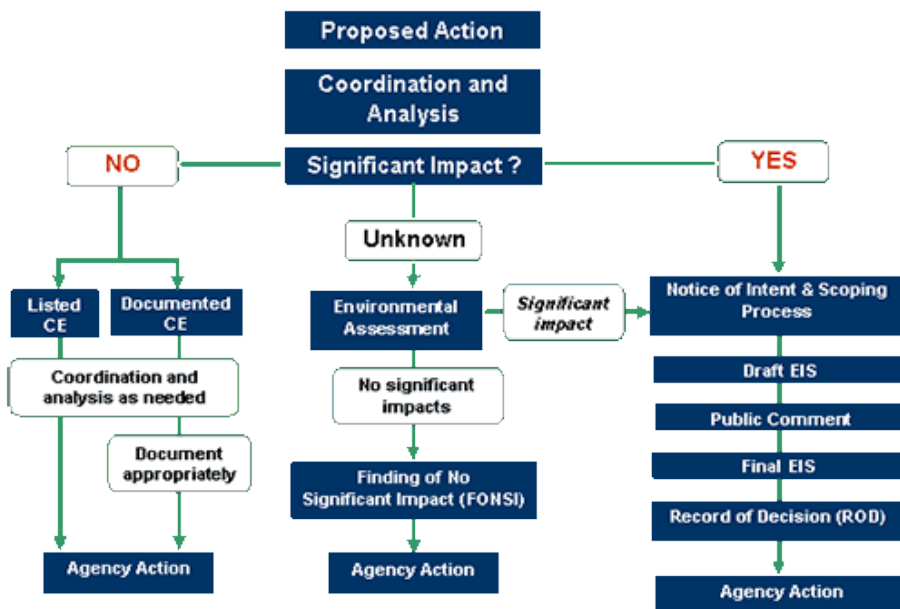 Proposed Action
Coordination and
Analysis
NO
Significant Impact ?
YES
Unknown
Listed
CE
Documented
CE
Environmental
Assessment
Significant
impact
Notice of Intent & Scoping
Process
Coordination and
analysis as needed
No significant
impacts
Draft EIS
Public Comment
Document
appropriately
Finding of No
Significant Impact (FONSI)
Final EIS
Record of Decision (ROD)
Agency Action
Agency Action
Agency Action